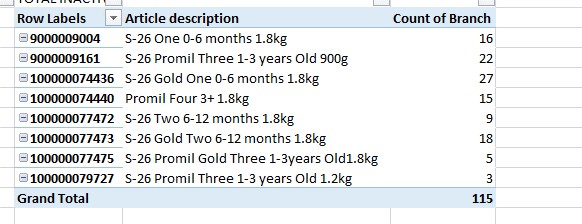 Row Labels Article description Count of Branch
9000009004 S-26 One 0-6 months 1.8kg 16
9000009161 S-26 Promil Three 1-3 years Old 900g 22
100000074436 S-26 Gold One 0-6 months 1.8kg 27
100000074440 Promil Four 3+ 1.8kg 15
100000077472 S-26 Two 6-12 months 1.8kg 9
100000077473 S-26 Gold Two 6-12 months 1.8kg 18
100000077475 S-26 Promil Gold Three 1-3years Old1.8kg 5
100000079727 S-26 Promil Three 1-3 years Old 1.2kg 3
Grand Total 115